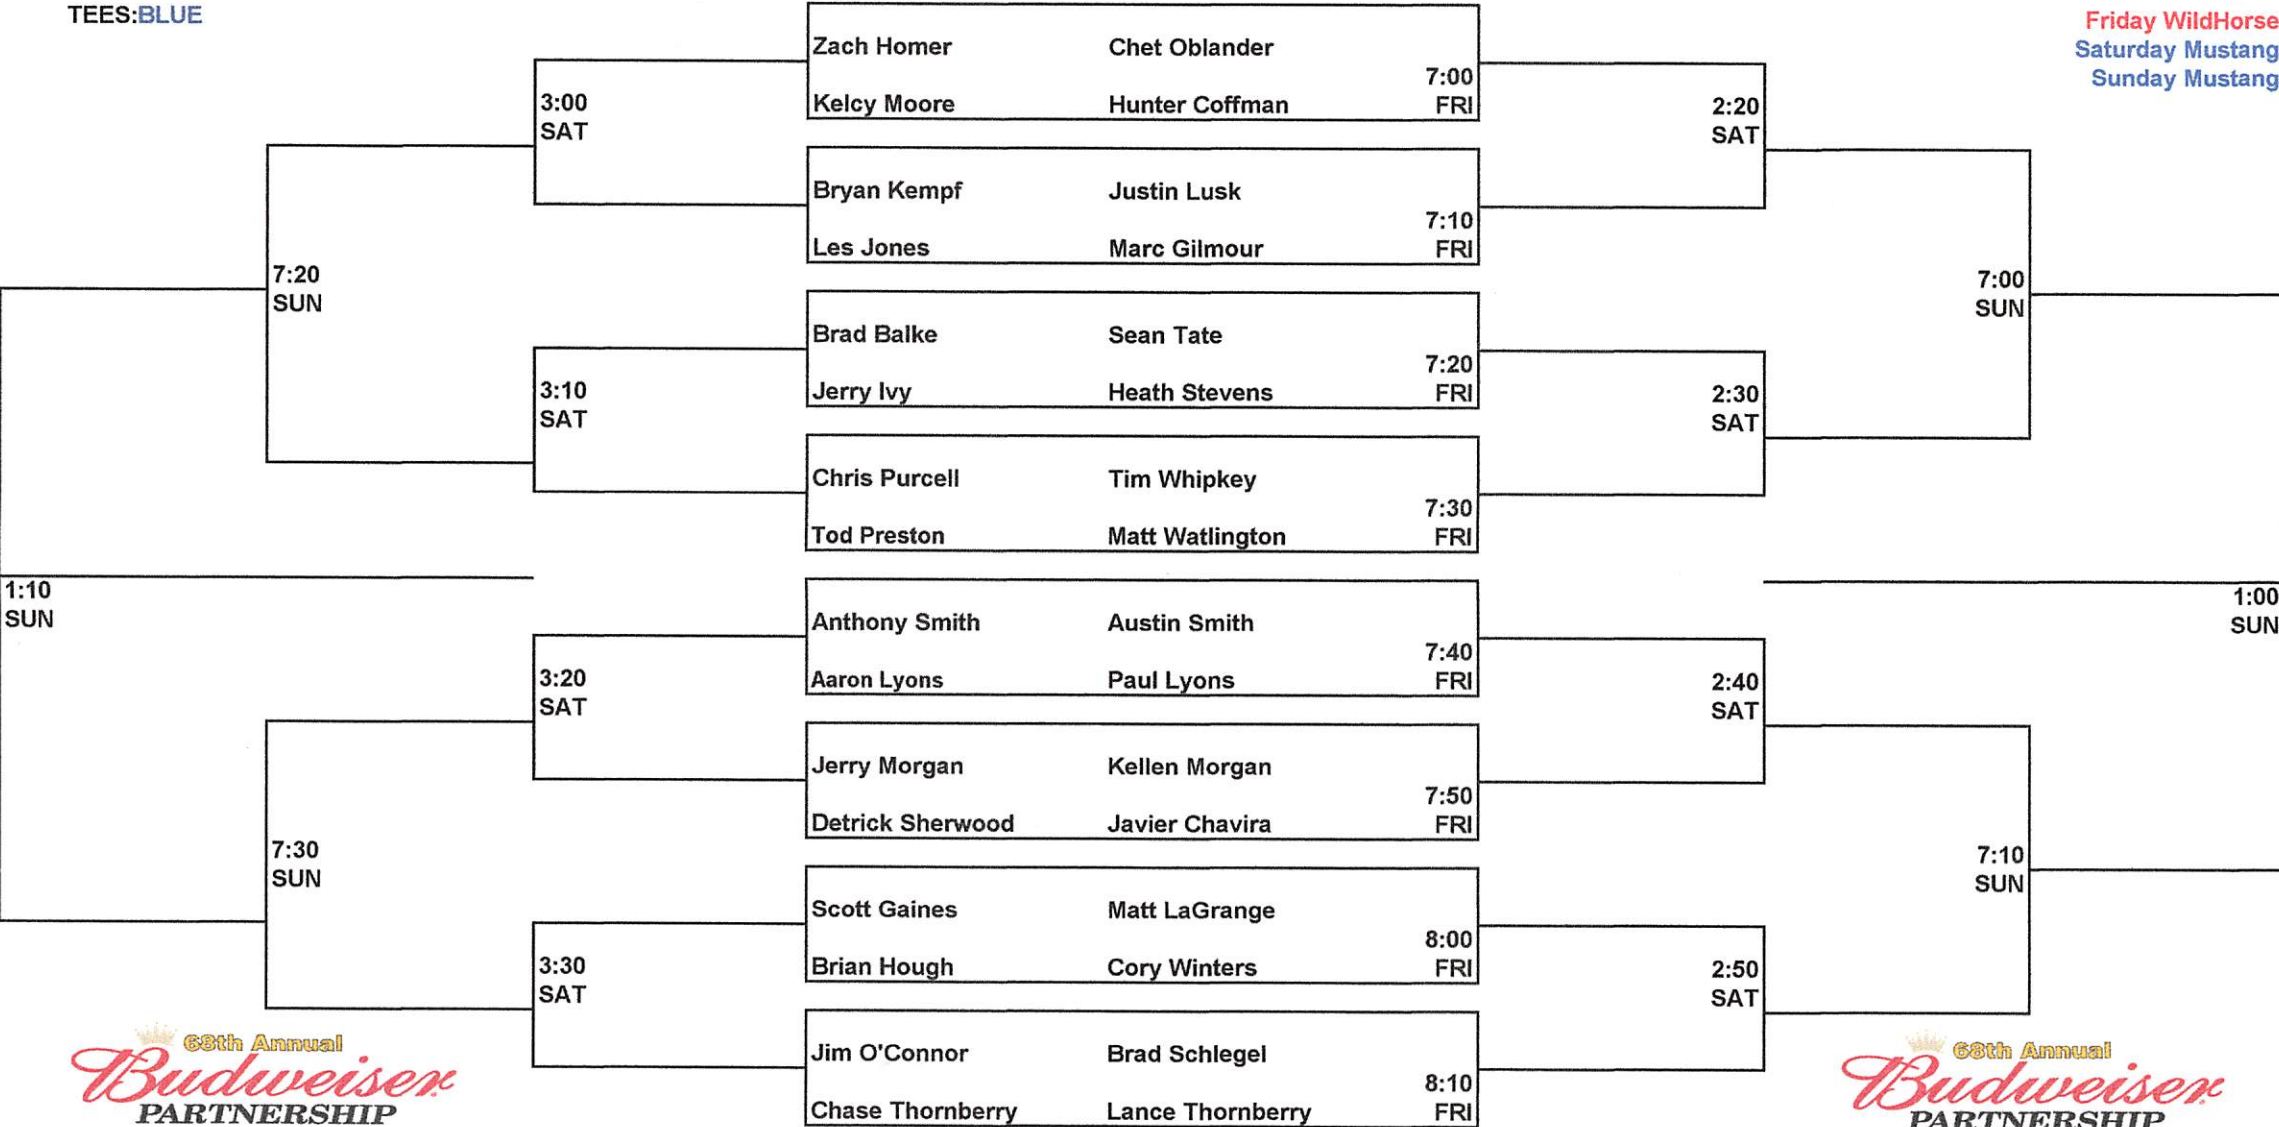 TEES:BLUE
Friday WildHorse
Saturday Mustang
Sunday Mustang
Zach Homer Chet Oblander
7:00
Kelcy Moore Hunter Coffman FRI
3:00
SAT
2:20
SAT
Bryan Kempf Justin Lusk
7:10
Les Jones Marc Gilmour FRI
7:20
SUN
7:00
SUN
Brad Balke Sean Tate
7:20
Jerry Ivy Heath Stevens FRI
3:10
SAT
2:30
SAT
Chris Purcell Tim Whipkey
7:30
Tod Preston Matt Watlington FRI
1:10
SUN
1:00
SUN
Anthony Smith Austin Smith
7:40
Aaron Lyons Paul Lyons FRI
3:20
SAT
2:40
SAT
Jerry Morgan Kellen Morgan
7:50
Detrick Sherwood Javier Chavira FRI
7:30
SUN
7:10
SUN
Scott Gaines Matt LaGrange
8:00
Brian Hough Cory Winters FRI
3:30
SAT
2:50
SAT
Jim O'Connor Brad Schlegel
8:10
Chase Thornberry Lance Thornberry FRI
68th Annual
Budweiser
PARTNERSHIP
68th Annual
Budweiser
PARTNERSHIP